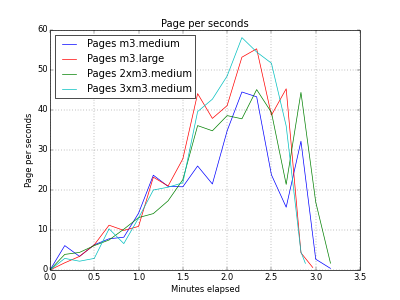 Page per seconds
Pages m3.medium
Pages m3.large
Pages 2xm3.medium
Pages 3xm3.medium
Page per seconds
60
50
40
30
20
10
0
0.0 0.5 1.0 1.5 2.0 2.5 3.0 3.5
Minutes elapsed